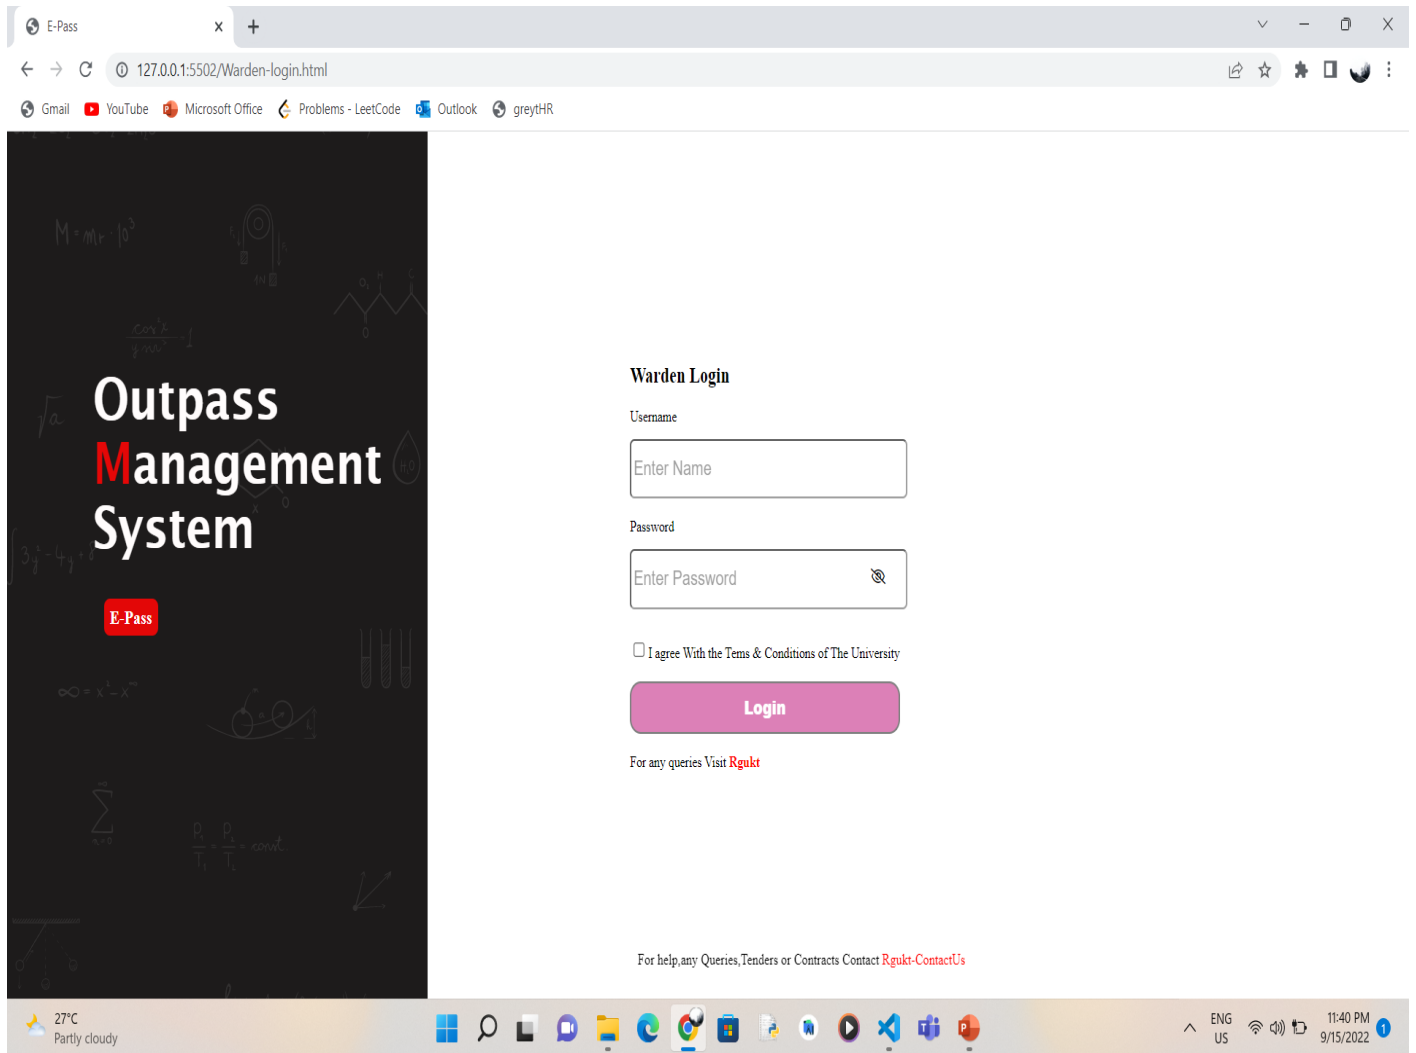 E-Pass
127.0.0.1:5502/Warden-login.html
Gmail YouTube Microsoft Office Problems - LeetCode Outlook greytHR
Outpass
Management
System
E-Pass
Warden Login
Username
Enter Name
Password
Enter Password
I agree With the Tems & Conditions of The University
Login
For any queries Visit Rgukt
For help,any Queries,Tenders or Contracts Contact Rgukt-ContactUs
27°C
Partly cloudy
ENG
US
11:40 PM
9/15/2022
1